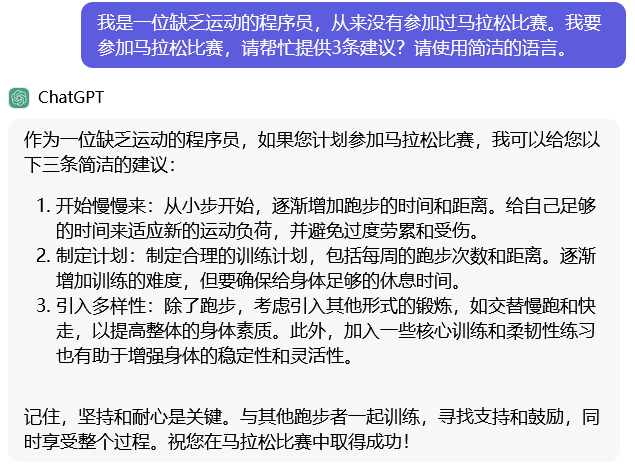 我是一位缺乏运动的程序员，从来没有参加过马拉松比赛。我要
参加马拉松比赛，请帮忙提供3条建议？请使用简洁的语言。
ChatGPT
作为一位缺乏运动的程序员，如果您计划参加马拉松比赛，我可以给您以
下三条简洁的建议：
1. 开始慢慢来：从小步开始，逐渐增加跑步的时间和距离。给自己足够
的时间来适应新的运动负荷，并避免过度劳累和受伤。
2. 制定计划：制定合理的训练计划，包括每周的跑步次数和距离。逐渐
增加训练的难度，但要确保给身体足够的休息时间。
3. 引入多样性：除了跑步，考虑引入其他形式的锻炼，如交替慢跑和快
走，以提高整体的身体素质。此外，加入一些核心训练和柔韧性练习
也有助于增强身体的稳定性和灵活性。
记住，坚持和耐心是关键。与其他跑步者一起训练，寻找支持和鼓励，同
时享受整个过程。祝您在马拉松比赛中取得成功！